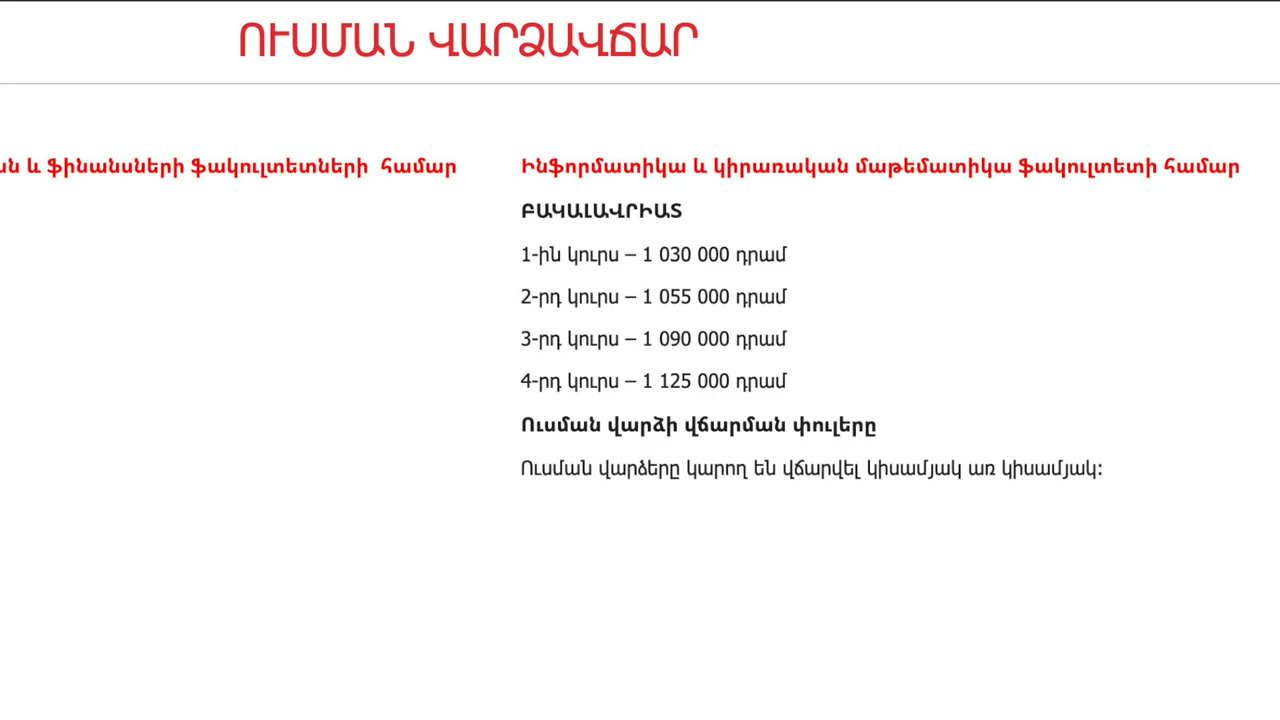 ՈՒՍՄԱՆ ՎԱՐՁԱՎՃԱՐ
և ֆինանսների ֆակուլտետների համար
Ինֆորմատիկա և կիրառական մաթեմատիկա ֆակուլտետի համար
ԲԱԿԱԼԱՎՐԻԱՏ
1-ին կուրս – 1 030 000 դրամ
2-րդ կուրս – 1 055 000 դրամ
3-րդ կուրս – 1 090 000 դրամ
4-րդ կուրս – 1 125 000 դրամ
Ուսման վարձի վճարման փուլերը
Ուսման վարձերը կարող են վճարվել կիսամյակ առ կիսամյակ: